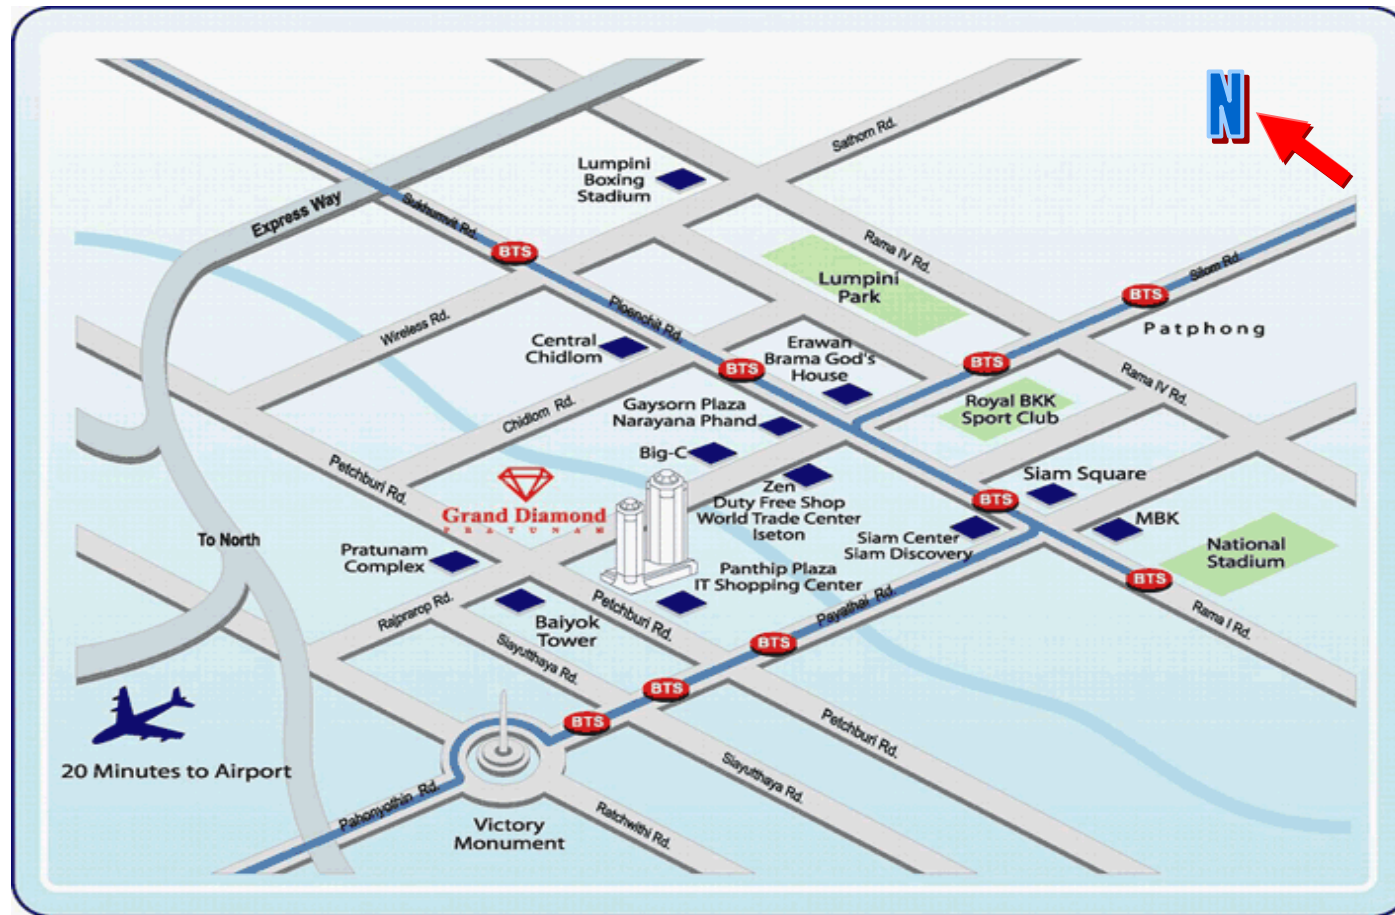 N
Sathorn Rd.
Lumpini
Boxing
Stadium
Express Way
Sukhumvit Rd.
BTS
Rama IV Rd.
Silom Rd.
BTS
Lumpini
Park
Patphong
Ploenchit Rd.
Wireless Rd.
Central
Chidlom
Erawan
Brama God's
House
BTS
BTS
Rama IV Rd.
Royal BKK
Sport Club
Gaysorn Plaza
Narayana Phand
Chidlom Rd.
Big-C
Petchburi Rd.
Siam Square
Zen
Duty Free Shop
World Trade Center
Iseton
BTS
Grand Diamond
PRATUNAM
MBK
Siam Center
Siam Discovery
To North
National
Stadium
Pratunam
Complex
Panthip Plaza
IT Shopping Center
BTS
Petchburi Rd.
Payathai Rd.
Rajprarop Rd.
Rama I Rd.
Baiyok
Tower
Siayutthaya Rd.
BTS
BTS
BTS
Petchburi Rd.
20 Minutes to Airport
Siayutthaya Rd.
Pahonyothin Rd.
Victory
Monument
Ratchwithi Rd.